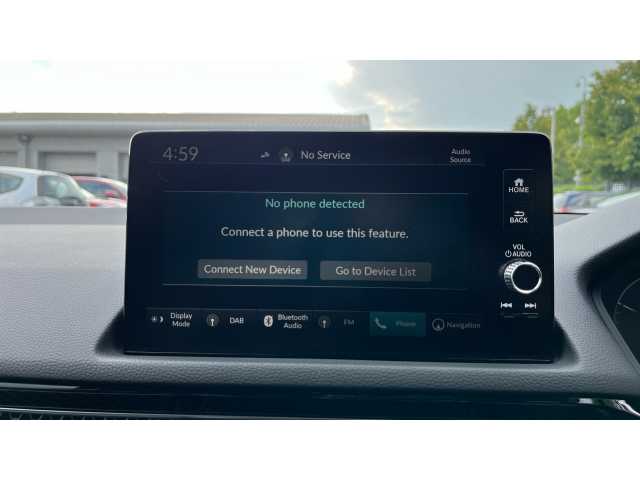 4:59
No Service
Audio
Source
No phone detected
Connect a phone to use this feature.
Connect New Device
Go to Device List
HOME
BACK
VOL
AUDIO
Display
Mode
DAB
Bluetooth
Audio
FM
Phone
Navigation